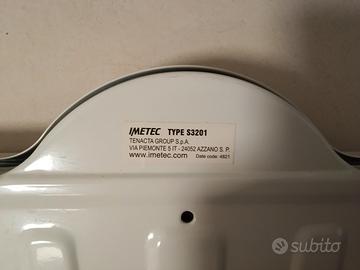 IMETEC TYPE S3201
TENACTA GROUP S.p.A.
VIA PIEMONTE 5 IT - 24052 AZZANO S. P.
www.imetec.com Date code: 4821
subito